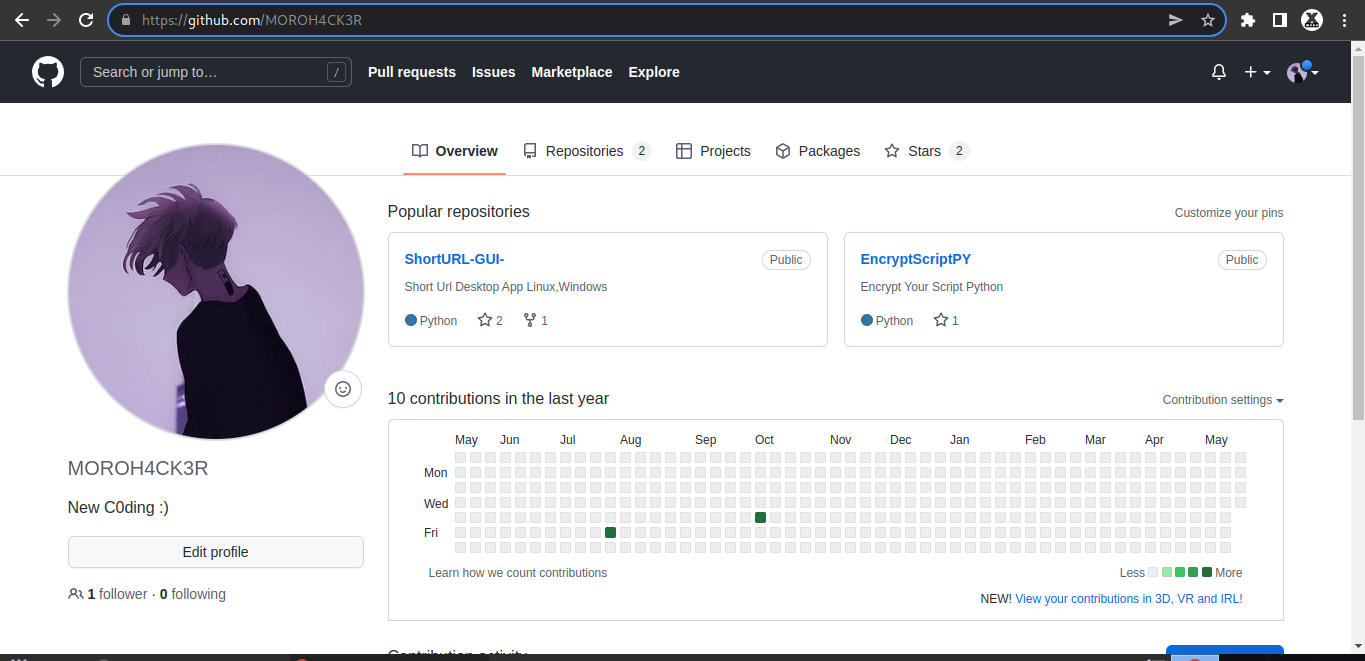 https://github.com/MOROH4CK3R
Search or jump to… /
Pull requests Issues Marketplace Explore
Overview Repositories 2 Projects Packages Stars 2
Popular repositories Customize your pins
ShortURL-GUI- Public
Short Url Desktop App Linux,Windows
Python 2 1
EncryptScriptPY Public
Encrypt Your Script Python
Python 1
10 contributions in the last year Contribution settings
May Jun Jul Aug Sep Oct Nov Dec Jan Feb Mar Apr May
Mon
Wed
Fri
Learn how we count contributions Less More
NEW! View your contributions in 3D, VR and IRL!
MOROH4CK3R
New C0ding :)
Edit profile
1 follower · 0 following
Contribution activity